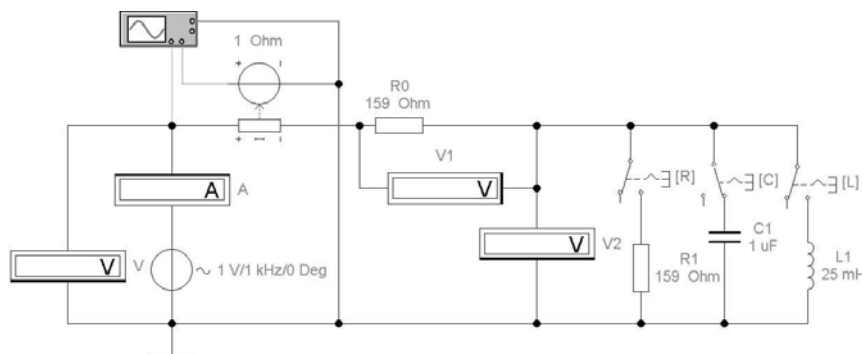 1 Ohm
R0
159 Ohm
V1
V
[R]
[C]
[L]
A
A
V
V2
C1
1 uF
R1
159 Ohm
L1
25 mH
V
V
1 V/1 kHz/0 Deg